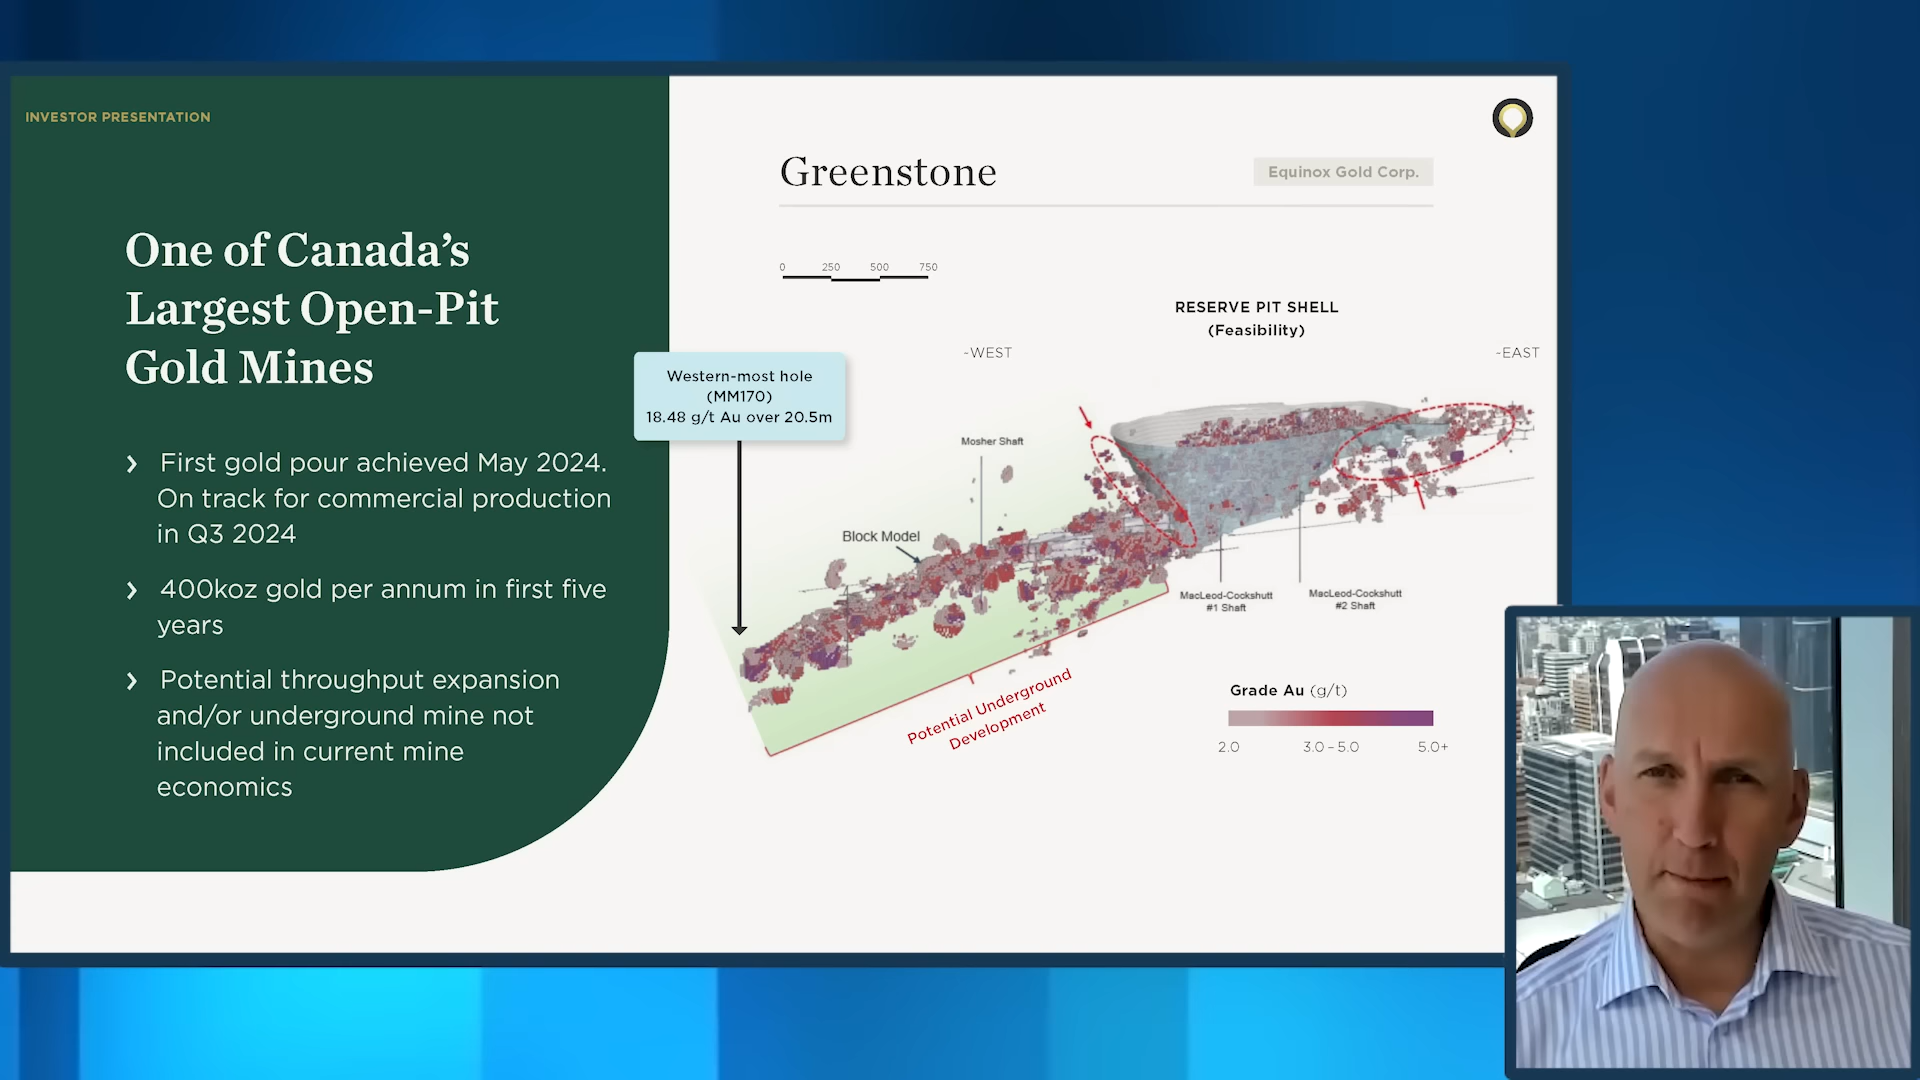 INVESTOR PRESENTATION
One of Canada’s
Largest Open-Pit
Gold Mines
› First gold pour achieved May 2024.
On track for commercial production
in Q3 2024
› 400koz gold per annum in first five
years
› Potential throughput expansion
and/or underground mine not
included in current mine
economics
Greenstone
Equinox Gold Corp.
0 250 500 750
RESERVE PIT SHELL
(Feasibility)
~WEST
~EAST
Western-most hole
(MM170)
18.48 g/t Au over 20.5m
Mosher Shaft
Block Model
MacLeod-Cockshutt
#1 Shaft
MacLeod-Cockshutt
#2 Shaft
Potential Underground
Development
Grade Au (g/t)
2.0 3.0 – 5.0 5.0+